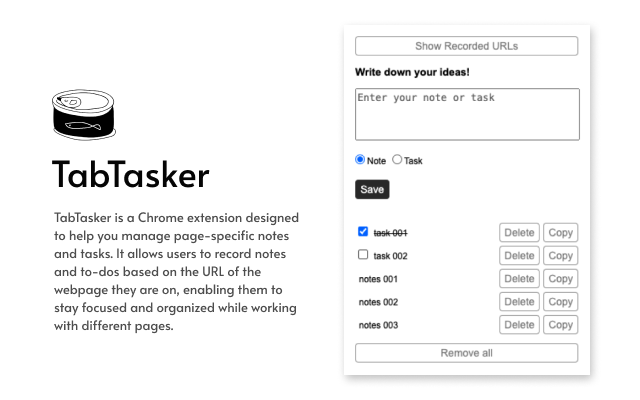 TabTasker
TabTasker is a Chrome extension designed
to help you manage page-specific notes
and tasks. It allows users to record notes
and to-dos based on the URL of the
webpage they are on, enabling them to
stay focused and organized while working
with different pages.
Show Recorded URLs
Write down your ideas!
Enter your note or task
Note Task
Save
task 001 Delete Copy
task 002 Delete Copy
notes 001 Delete Copy
notes 002 Delete Copy
notes 003 Delete Copy
Remove all